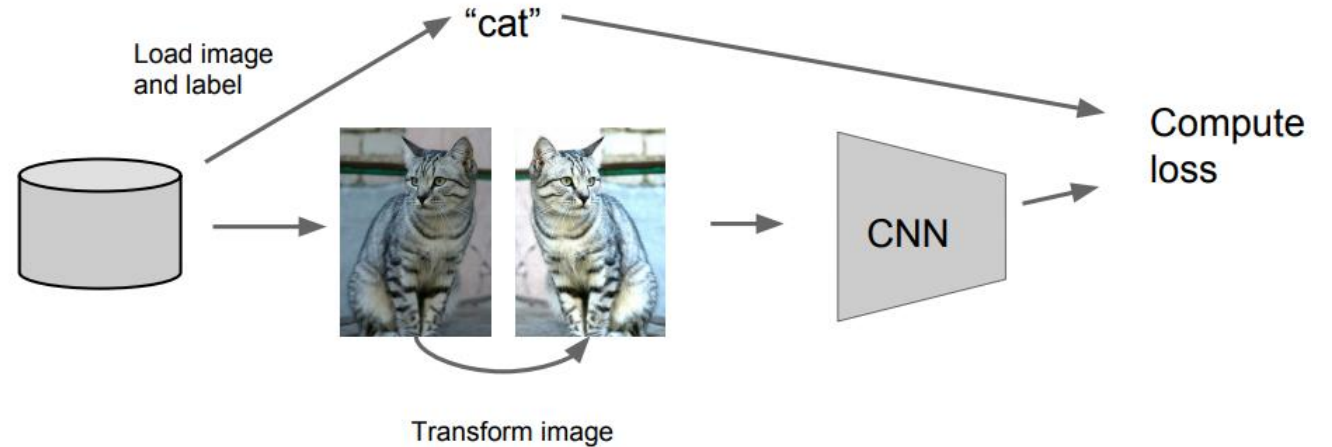 “cat”
Load image
and label
Compute
loss
CNN
Transform image